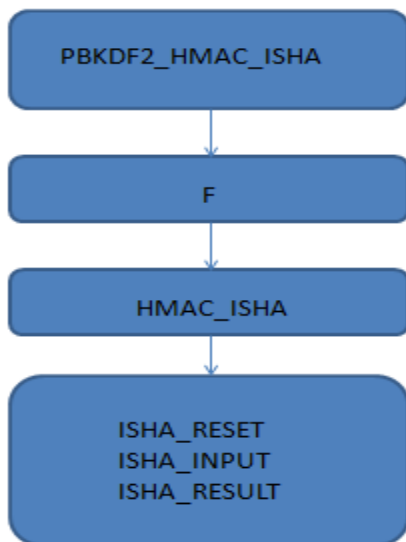 PBKDF2_HMAC_ISHA
F
HMAC_ISHA
ISHA_RESET
ISHA_INPUT
ISHA_RESULT